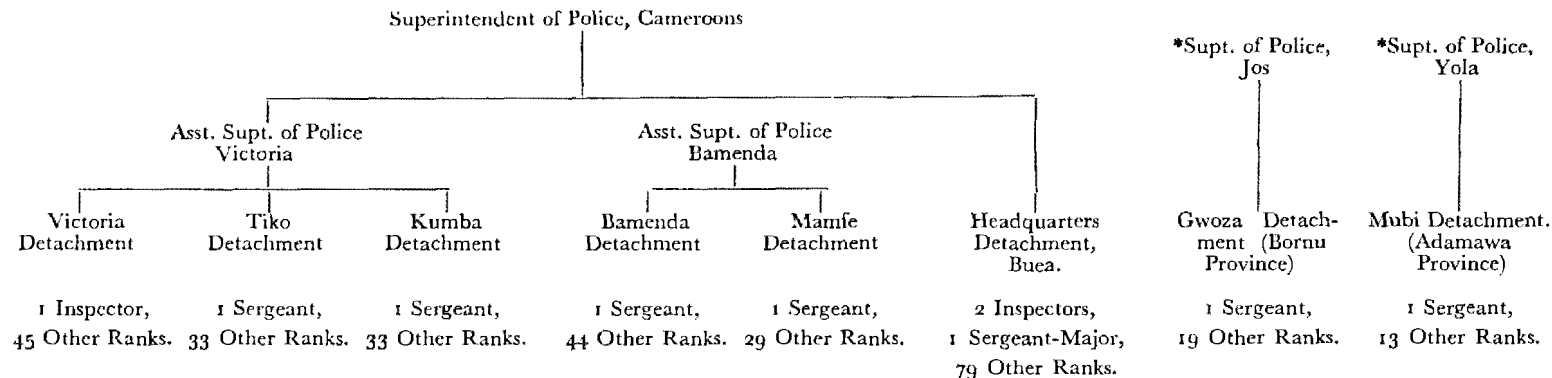 Superintendent of Police, Cameroons
*Supt. of Police,
Jos
*Supt. of Police,
Yola
Asst. Supt. of Police
Victoria
Asst. Supt. of Police
Bamenda
Victoria
Detachment
Tiko
Detachment
Kumba
Detachment
Bamenda
Detachment
Mamfe
Detachment
Headquarters
Detachment,
Buea.
Gwoza Detach-
ment (Bornu
Province)
Mubi Detachment.
(Adamawa
Province)
1 Inspector,
45 Other Ranks.
1 Sergeant,
33 Other Ranks.
1 Sergeant,
33 Other Ranks.
1 Sergeant,
44 Other Ranks.
1 Sergeant,
29 Other Ranks.
2 Inspectors,
1 Sergeant-Major,
79 Other Ranks.
1 Sergeant,
19 Other Ranks.
1 Sergeant,
13 Other Ranks.